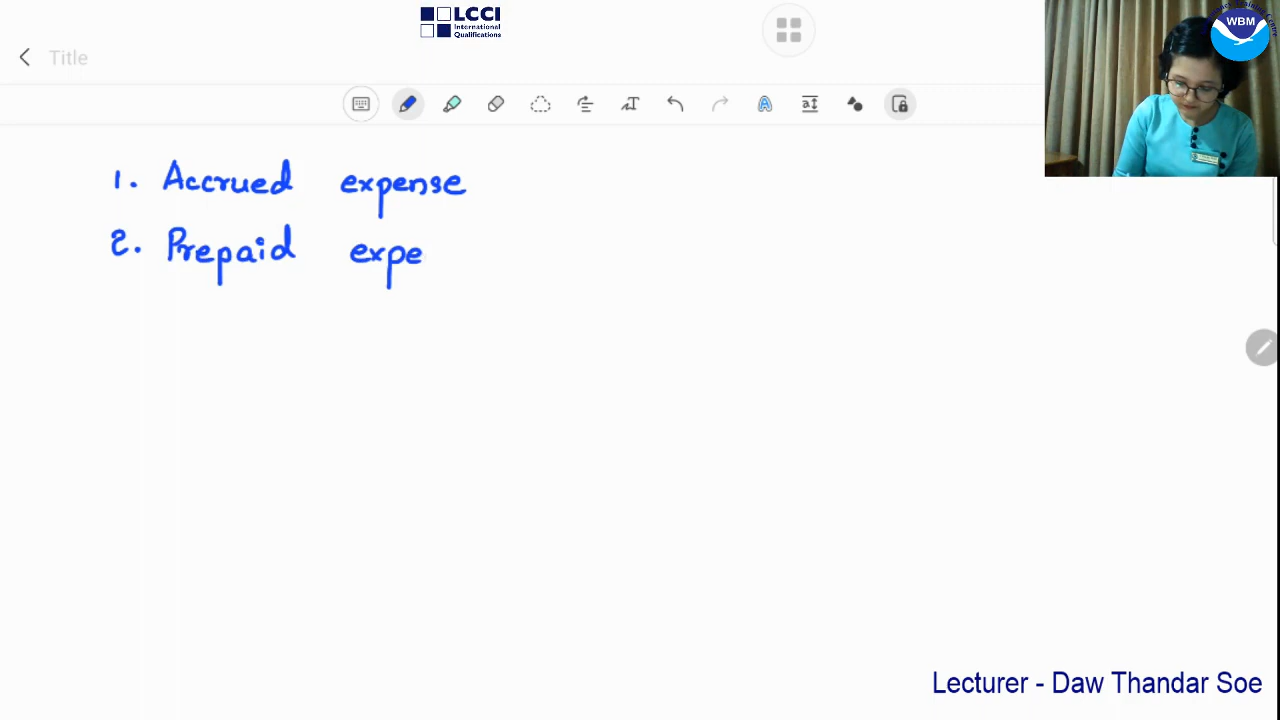 LCCI
International
Qualifications
WBM
Title
1. Accrued expense
2. Prepaid expe
Lecturer - Daw Thandar Soe